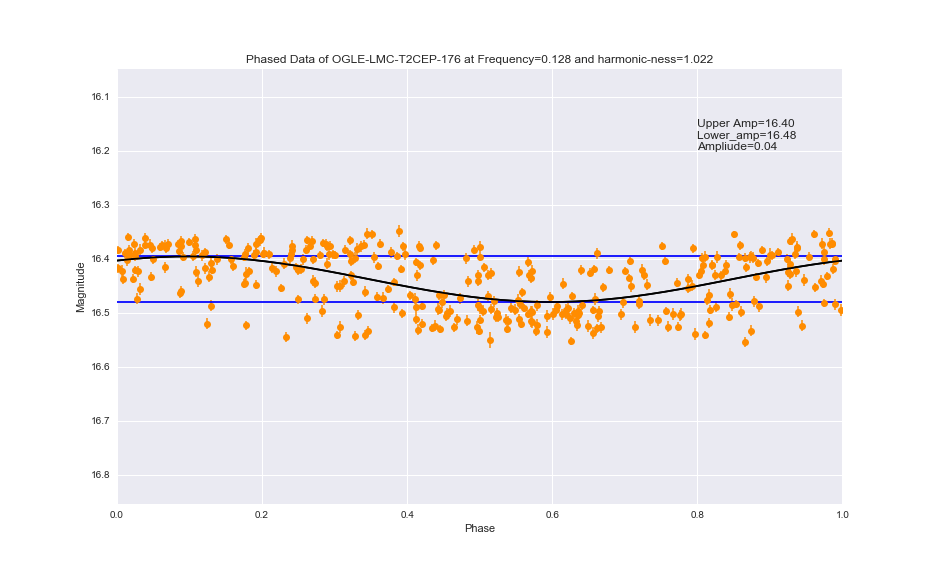 Phased Data of OGLE-LMC-T2CEP-176 at Frequency=0.128 and harmonic-ness=1.022
16.1
Upper Amp=16.40
Lower_amp=16.48
Ampliude=0.04
16.2
16.3
16.4
Magnitude
16.5
16.6
16.7
16.8
0.0 0.2 0.4 0.6 0.8 1.0
Phase